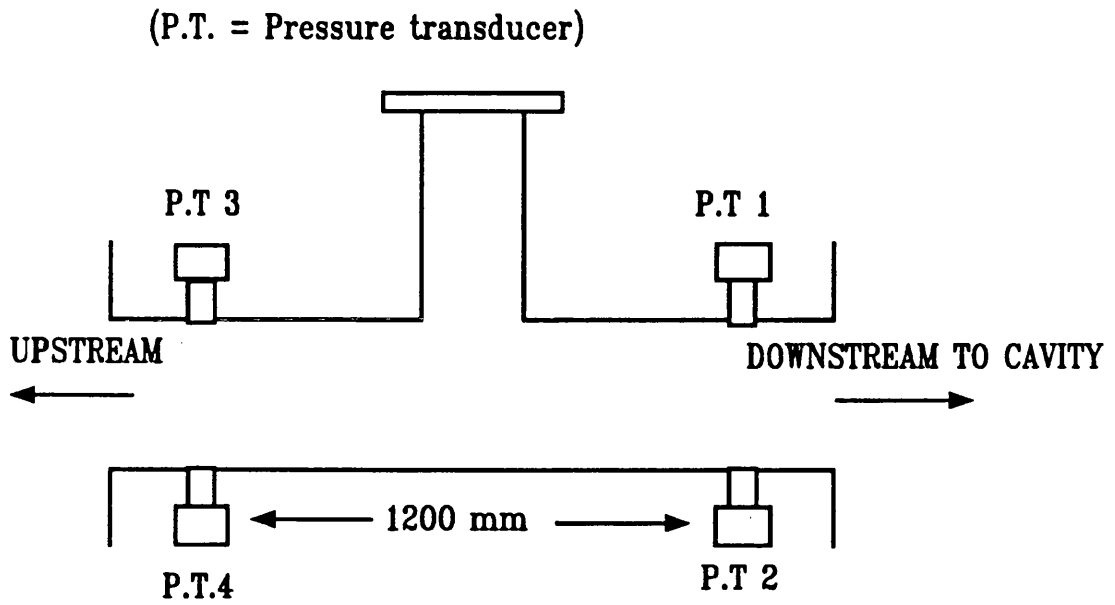 (P.T. = Pressure transducer)
P.T 3
P.T 1
UPSTREAM
DOWNSTREAM TO CAVITY
1200 mm
P.T.4
P.T 2